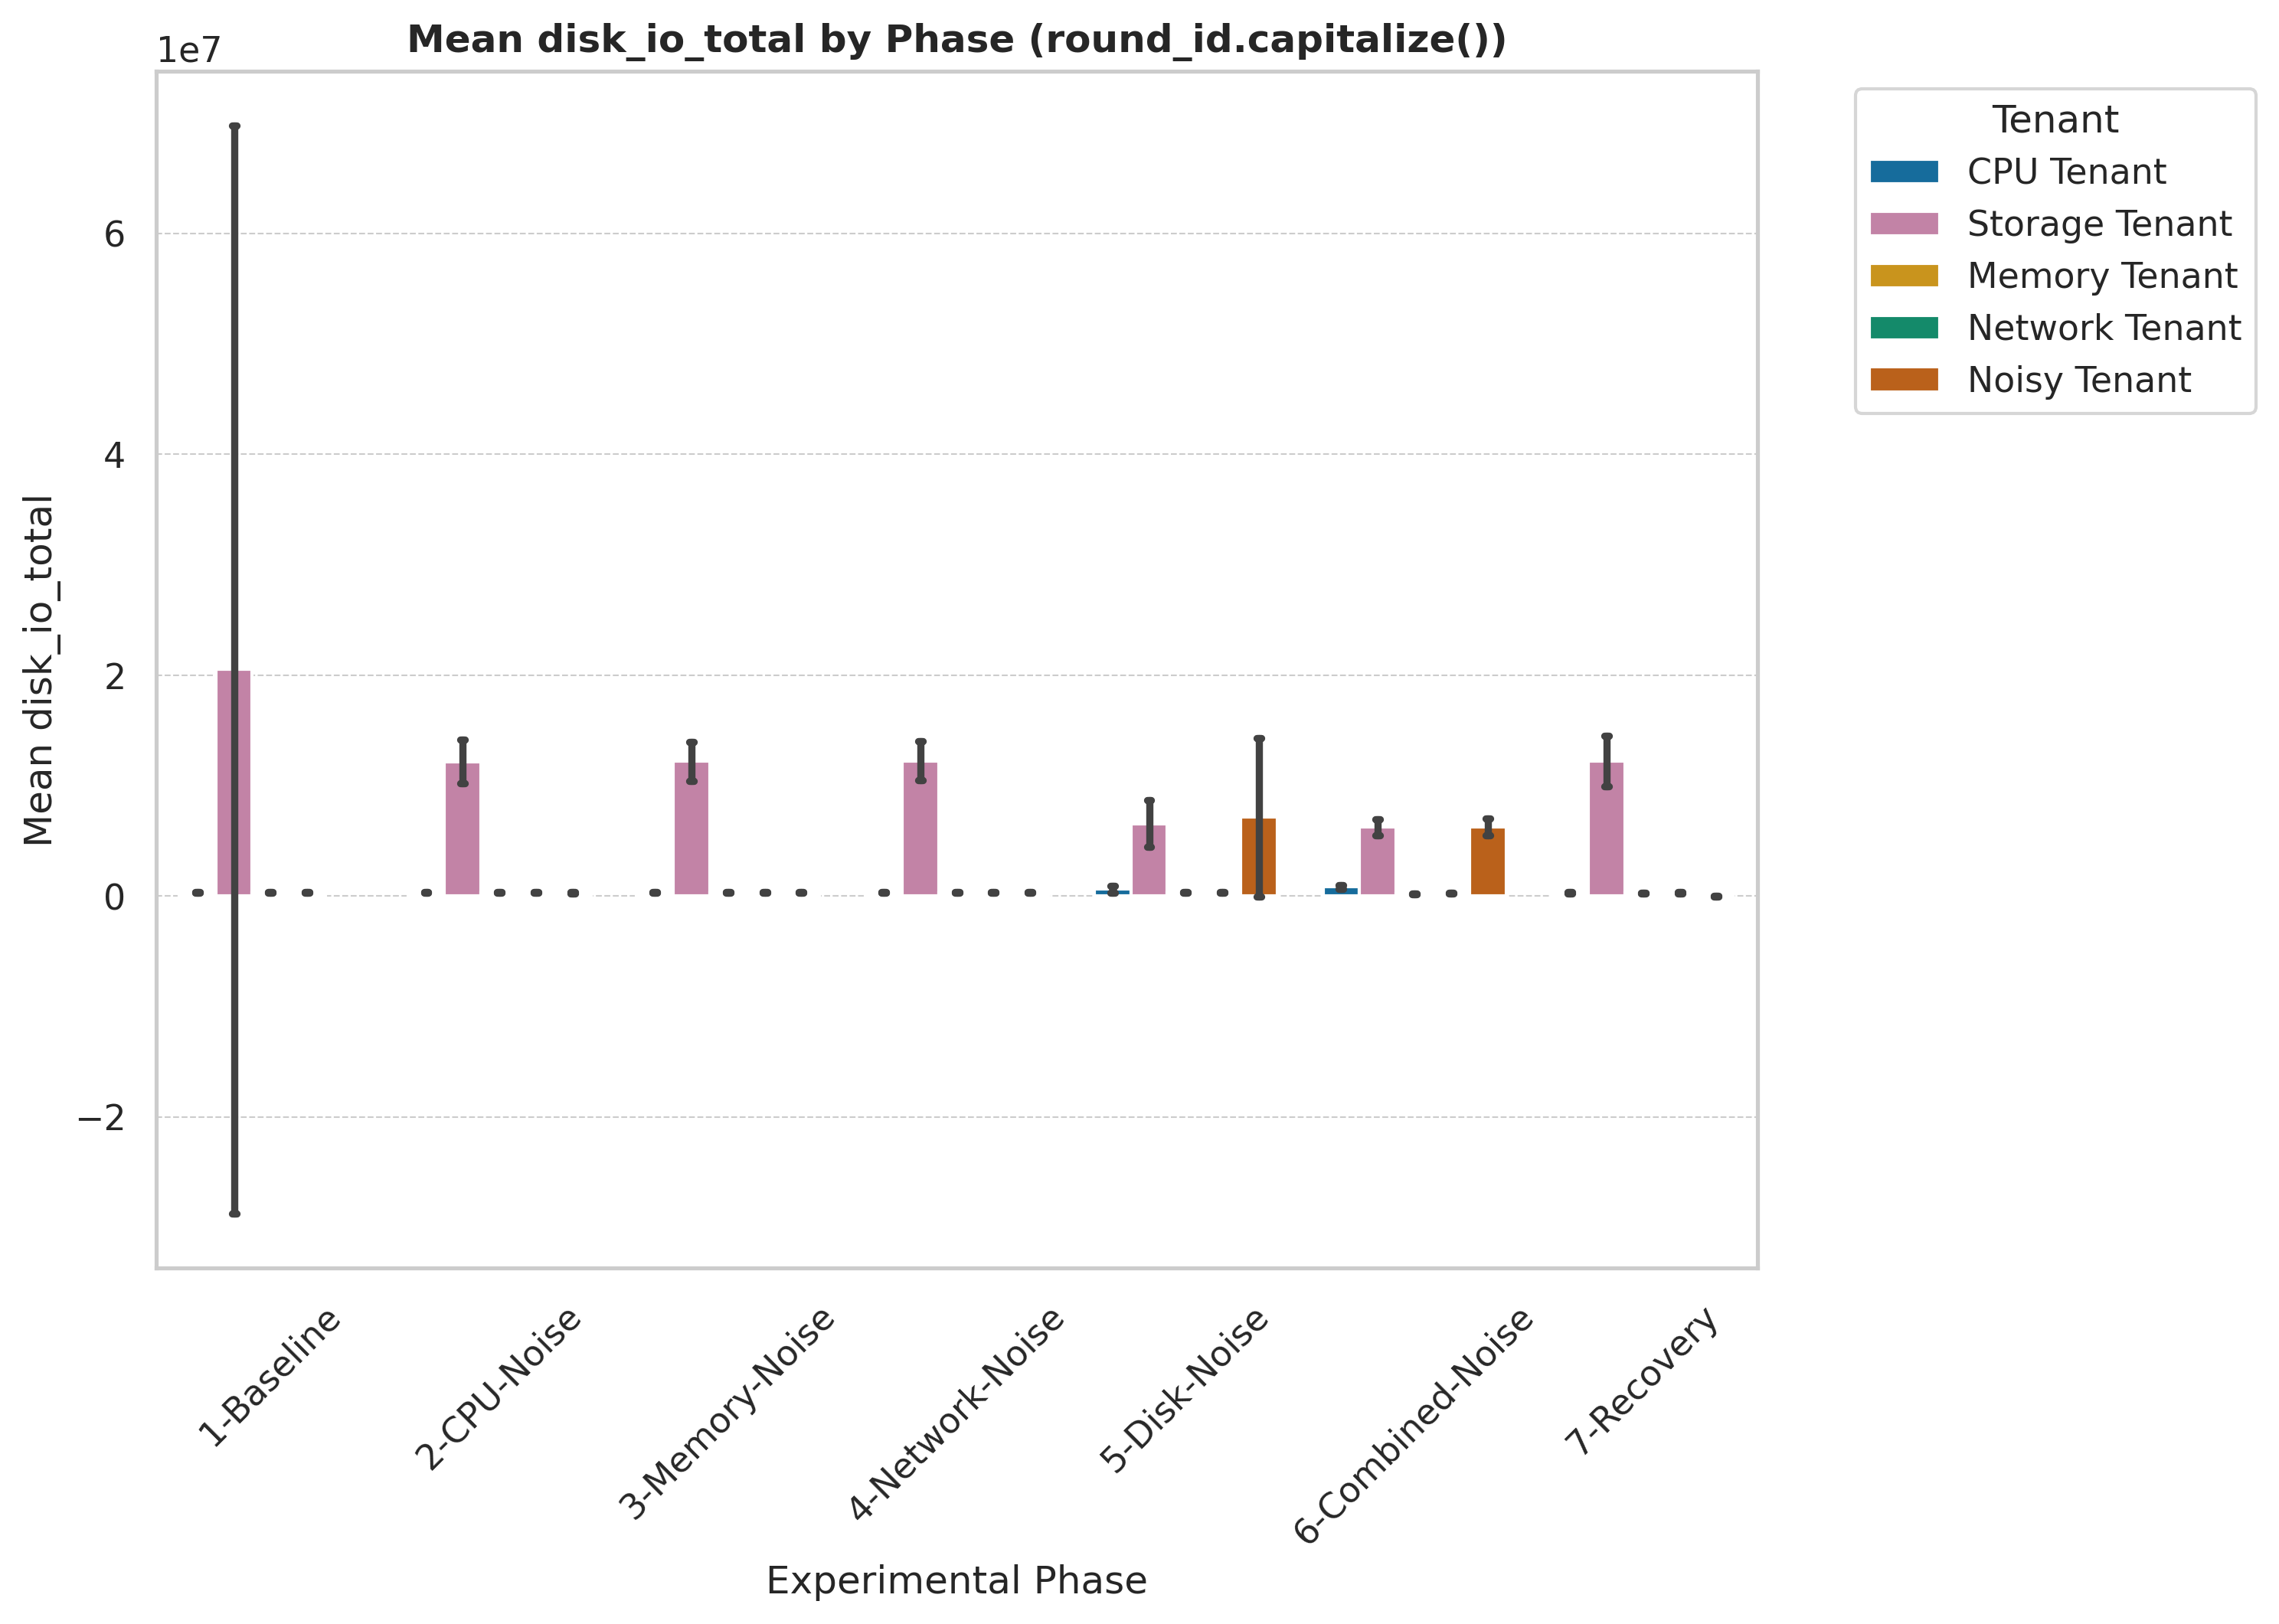 Mean disk_io_total by Phase (round_id.capitalize())
1e7
6
4
2
0
−2
Mean disk_io_total
1-Baseline
2-CPU-Noise
3-Memory-Noise
4-Network-Noise
5-Disk-Noise
6-Combined-Noise
7-Recovery
Experimental Phase
Tenant
CPU Tenant
Storage Tenant
Memory Tenant
Network Tenant
Noisy Tenant